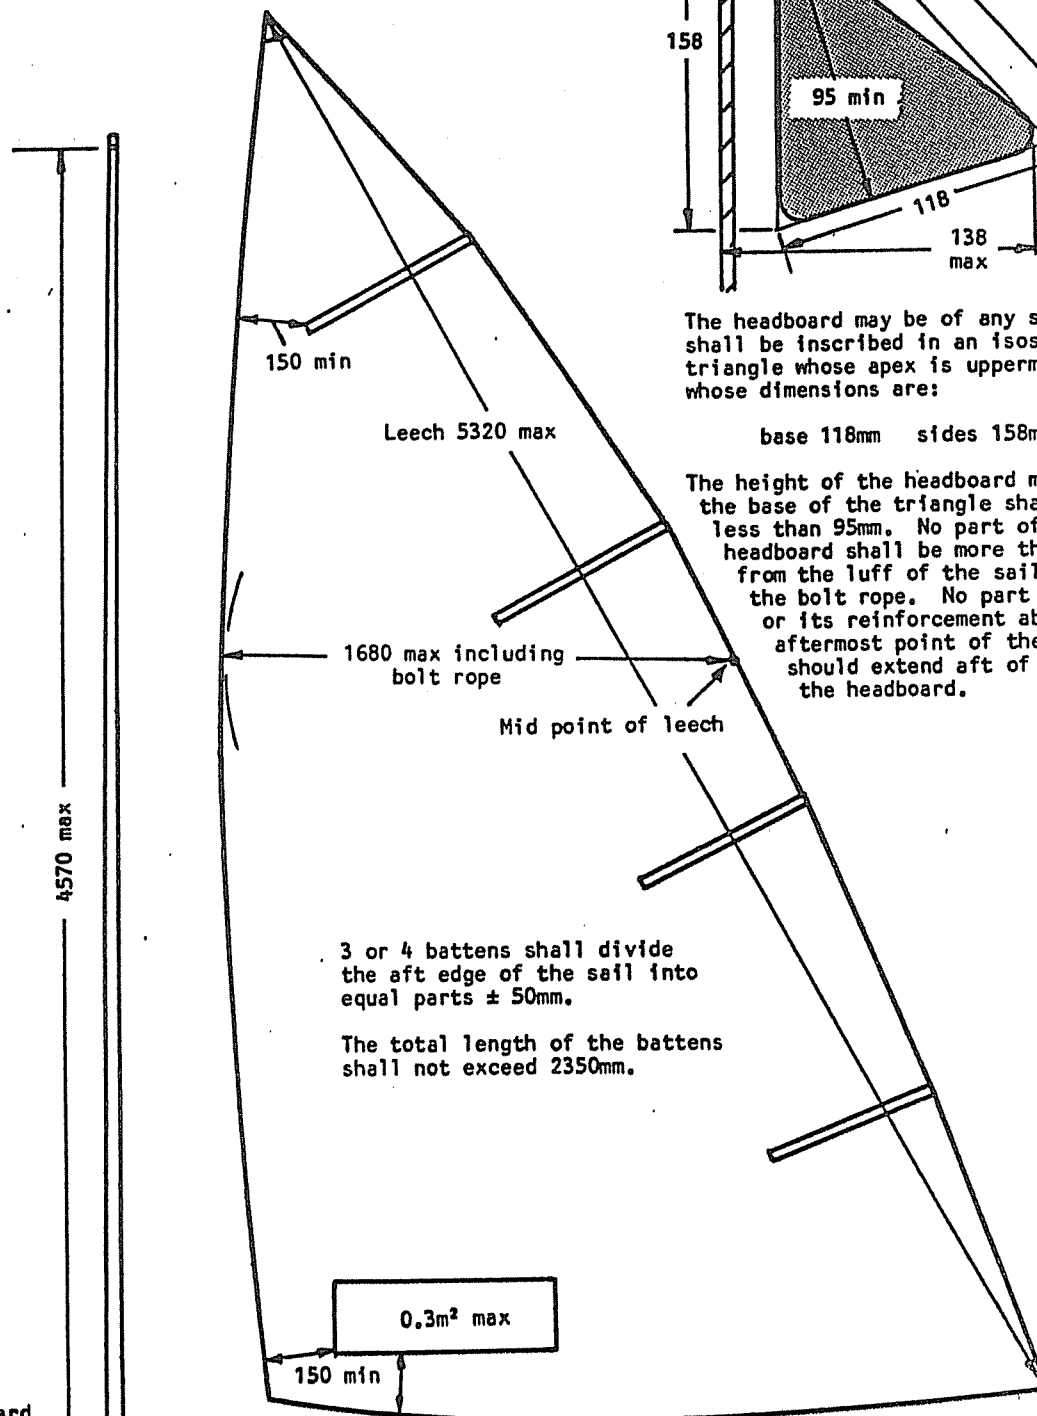 158
95 min
118
138
max
The headboard may be of any s
shall be inscribed in an isos
triangle whose apex is upperm
whose dimensions are:
base 118mm sides 158m
The height of the headboard m
the base of the triangle sha
less than 95mm. No part of
headboard shall be more th
from the luff of the sail
the bolt rope. No part
or its reinforcement ab
aftermost point of the
should extend aft of
the headboard.
150 min
Leech 5320 max
1680 max including
bolt rope
Mid point of leech
4570 max
3 or 4 battens shall divide
the aft edge of the sail into
equal parts ± 50mm.
The total length of the battens
shall not exceed 2350mm.
0.3m² max
150 min
ard